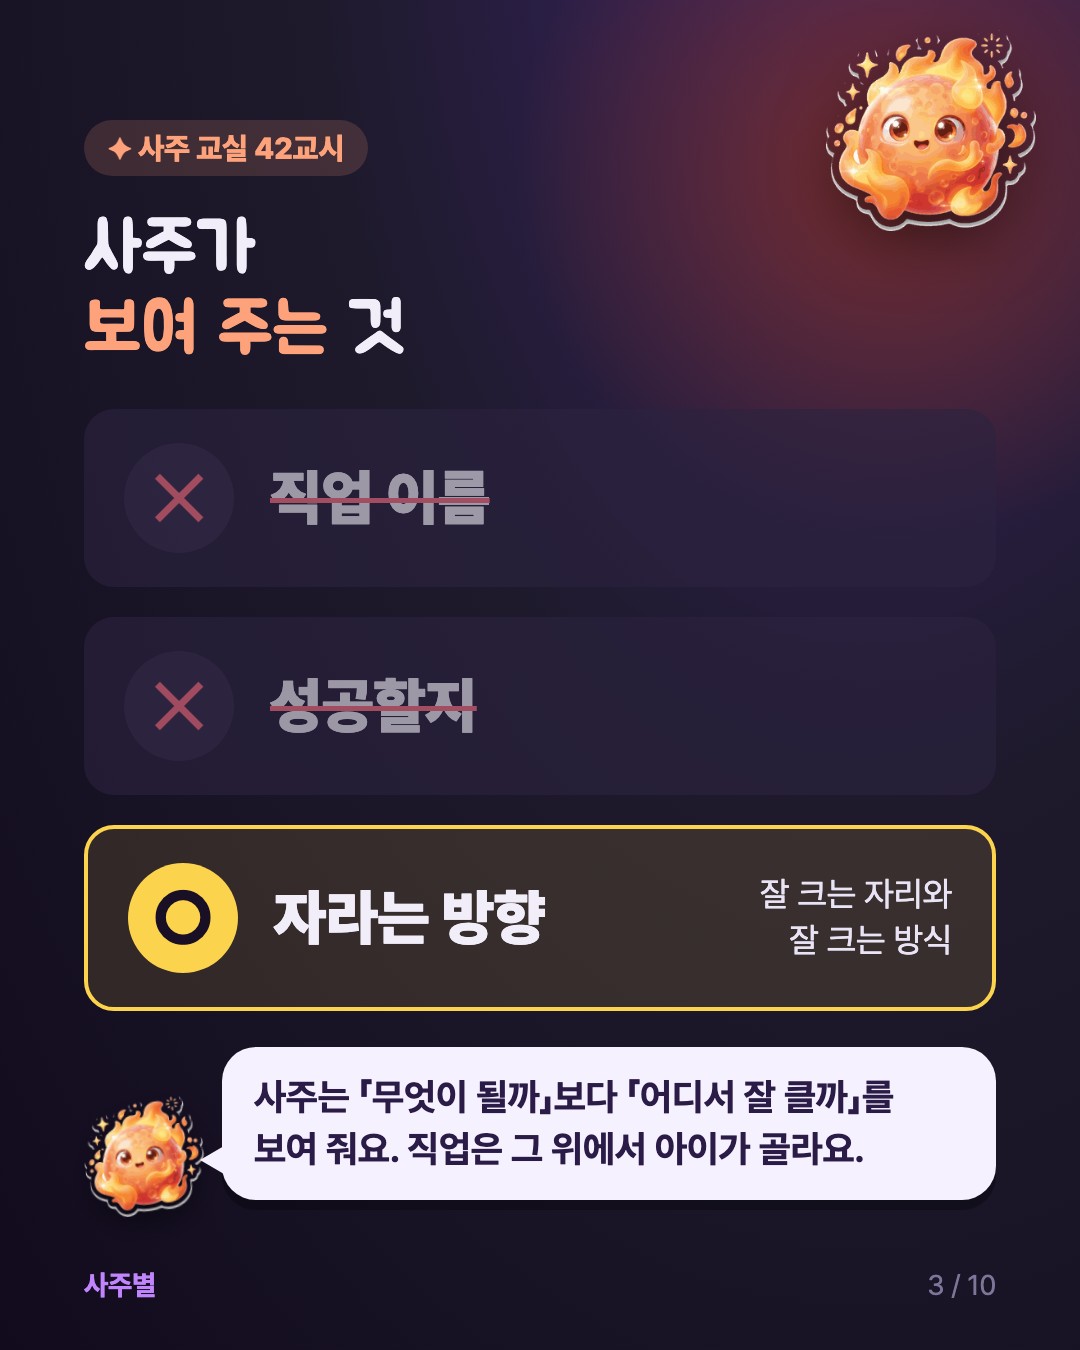 ✦ 사주 교실 42교시
사주가
보여 주는 것
직업 이름
성공할지
자라는 방향
잘 크는 자리와
잘 크는 방식
사주는 「무엇이 될까」보다 「어디서 잘 클까」를
보여 줘요. 직업은 그 위에서 아이가 골라요.
사주별
3 / 10